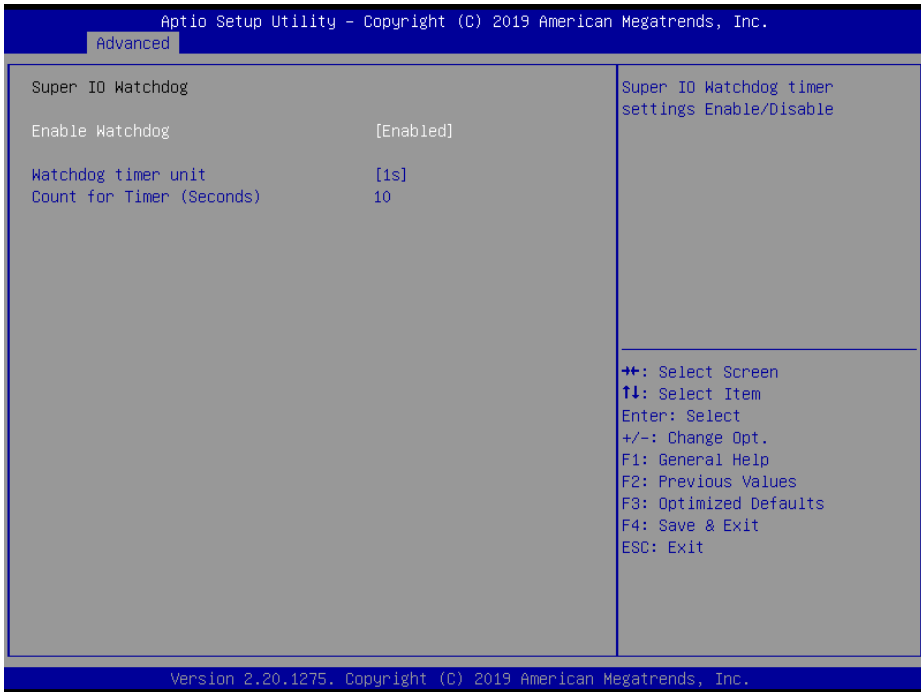 Aptio Setup Utility – Copyright (C) 2019 American Megatrends, Inc.
Advanced
Super IO Watchdog
Enable Watchdog [Enabled]
Watchdog timer unit [1s]
Count for Timer (Seconds) 10
Super IO Watchdog timer
settings Enable/Disable
→←: Select Screen
↑↓: Select Item
Enter: Select
+/-: Change Opt.
F1: General Help
F2: Previous Values
F3: Optimized Defaults
F4: Save & Exit
ESC: Exit
Version 2.20.1275. Copyright (C) 2019 American Megatrends, Inc.